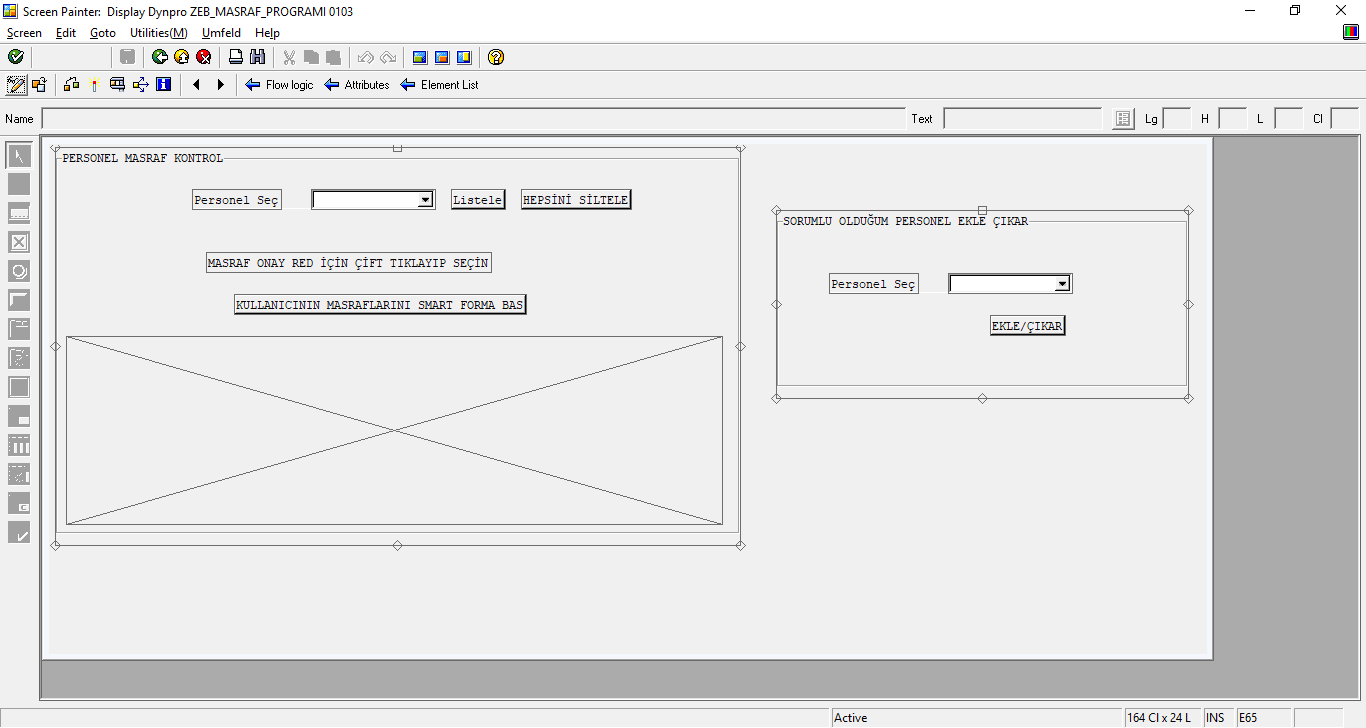 Screen Painter: Display Dynpro ZEB_MASRAF_PROGRAMI 0103
Screen Edit Goto Utilities(M) Umfeld Help
Flow logic Attributes Element List
Name Text Lg H L Cl
PERSONEL MASRAF KONTROL
Personel Seç Listele HEPSİNİ SİLTELE
MASRAF ONAY RED İÇİN ÇİFT TIKLAYIP SEÇİN
KULLANICININ MASRAFLARINI SMART FORMA BAS
SORUMLU OLDUĞUM PERSONEL EKLE ÇIKAR
Personel Seç
EKLE/ÇIKAR
Active 164 Cl x 24 L INS E65